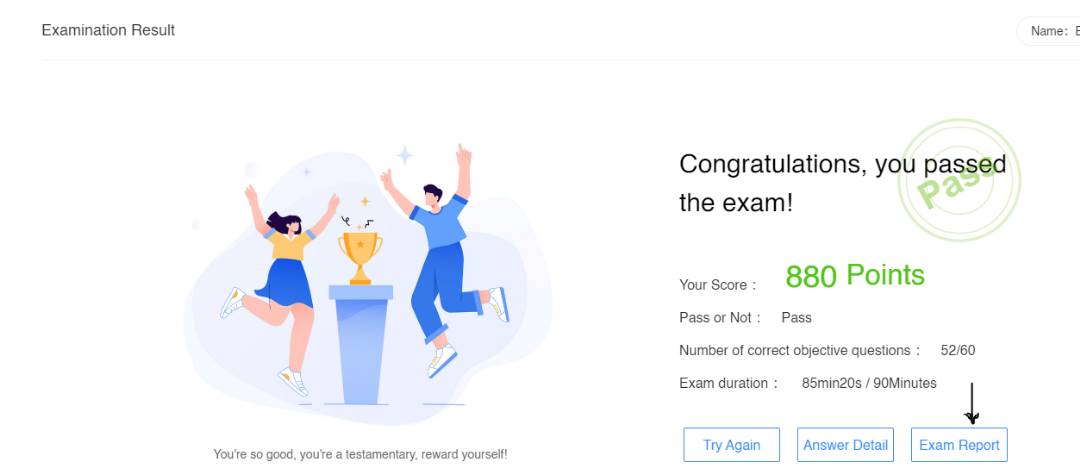 Examination Result
Name：
Congratulations, you passed
the exam!
Pass
Your Score： 880 Points
Pass or Not： Pass
Number of correct objective questions： 52/60
Exam duration： 85min20s / 90Minutes
Try Again Answer Detail Exam Report
You're so good, you're a testamentary, reward yourself!